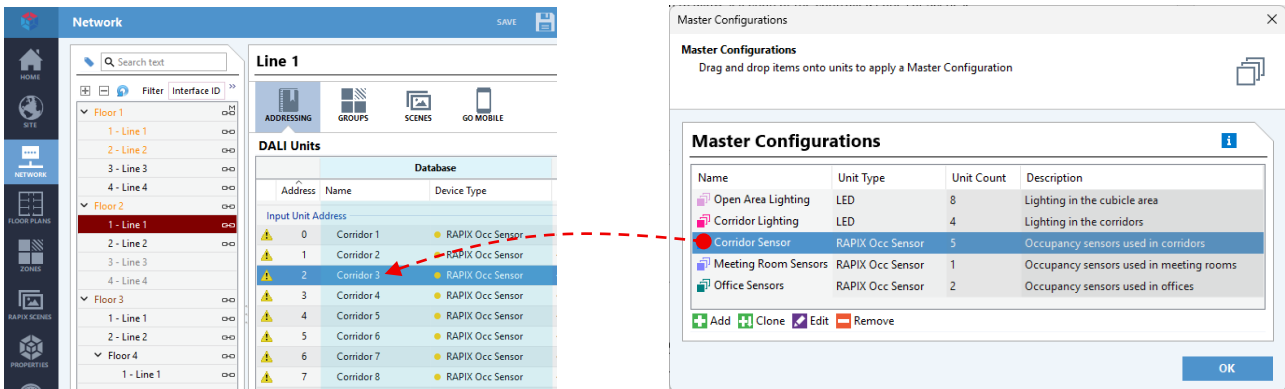 Network
SAVE
HOME
SITE
NETWORK
FLOOR PLANS
ZONES
RAPIX SCENES
PROPERTIES
Search text
Filter Interface ID »
Floor 1
1 - Line 1
2 - Line 2
3 - Line 3
4 - Line 4
Floor 2
1 - Line 1
2 - Line 2
3 - Line 3
4 - Line 4
Floor 3
1 - Line 1
2 - Line 2
Floor 4
1 - Line 1
Line 1
ADDRESSING GROUPS SCENES GO MOBILE
DALI Units
Database
Address Name Device Type
Input Unit Address
0 Corridor 1 RAPIX Occ Sensor
1 Corridor 2 RAPIX Occ Sensor
2 Corridor 3 RAPIX Occ Sensor
3 Corridor 4 RAPIX Occ Sensor
4 Corridor 5 RAPIX Occ Sensor
5 Corridor 6 RAPIX Occ Sensor
6 Corridor 7 RAPIX Occ Sensor
7 Corridor 8 RAPIX Occ Sensor
Master Configurations
Master Configurations
Drag and drop items onto units to apply a Master Configuration
Master Configurations
Name Unit Type Unit Count Description
Open Area Lighting LED 8 Lighting in the cubicle area
Corridor Lighting LED 4 Lighting in the corridors
Corridor Sensor RAPIX Occ Sensor 5 Occupancy sensors used in corridors
Meeting Room Sensors RAPIX Occ Sensor 1 Occupancy sensors used in meeting rooms
Office Sensors RAPIX Occ Sensor 2 Occupancy sensors used in offices
Add Clone Edit Remove
OK